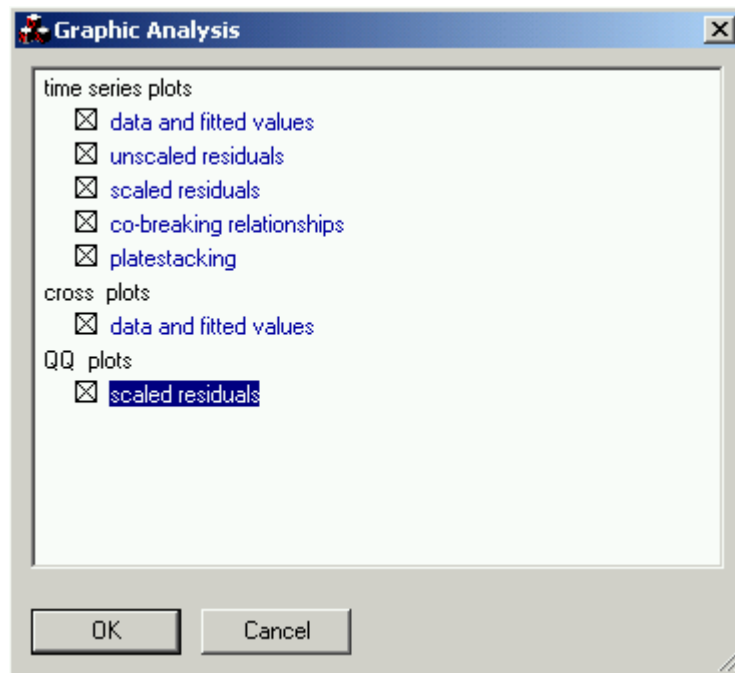 Graphic Analysis
time series plots
data and fitted values
unscaled residuals
scaled residuals
co-breaking relationships
platestacking
cross plots
data and fitted values
QQ plots
scaled residuals
OK
Cancel